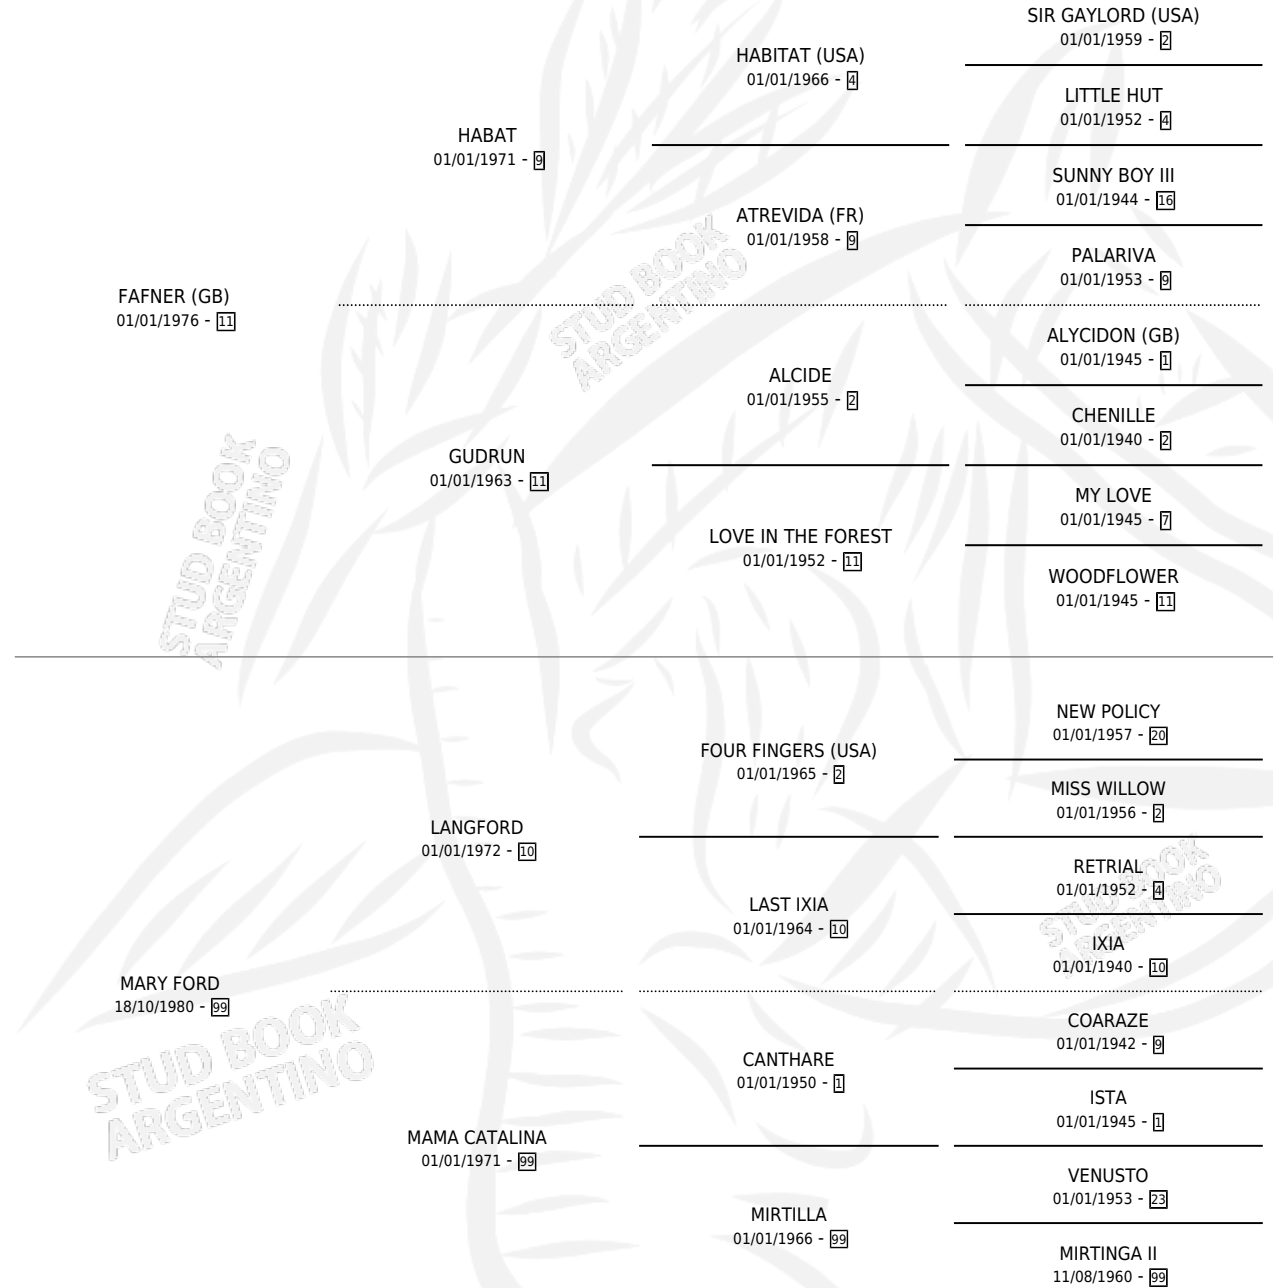 SIR GAYLORD (USA)
01/01/1959 - 2
HABITAT (USA)
01/01/1966 - 4
LITTLE HUT
01/01/1952 - 4
HABAT
01/01/1971 - 9
SUNNY BOY III
01/01/1944 - 16
ATREVIDA (FR)
01/01/1958 - 9
PALARIVA
01/01/1953 - 9
FAFNER (GB)
01/01/1976 - 11
ALYCIDON (GB)
01/01/1945 - 1
ALCIDE
01/01/1955 - 2
CHENILLE
01/01/1940 - 2
GUDRUN
01/01/1963 - 11
MY LOVE
01/01/1945 - 7
LOVE IN THE FOREST
01/01/1952 - 11
WOODFLOWER
01/01/1945 - 11
NEW POLICY
01/01/1957 - 20
FOUR FINGERS (USA)
01/01/1965 - 2
MISS WILLOW
01/01/1956 - 2
LANGFORD
01/01/1972 - 10
RETRIAL
01/01/1952 - 4
LAST IXIA
01/01/1964 - 10
IXIA
01/01/1940 - 10
MARY FORD
18/10/1980 - 99
COARAZE
01/01/1942 - 9
CANTHARE
01/01/1950 - 1
ISTA
01/01/1945 - 1
MAMA CATALINA
01/01/1971 - 99
VENUSTO
01/01/1953 - 23
MIRTILLA
01/01/1966 - 99
MIRTINGA II
11/08/1960 - 99
STUD BOOK
ARGENTINO
STUD BOOK
ARGENTINO
STUD BOOK
ARGENTINO
STUD BOOK
ARGENTINO